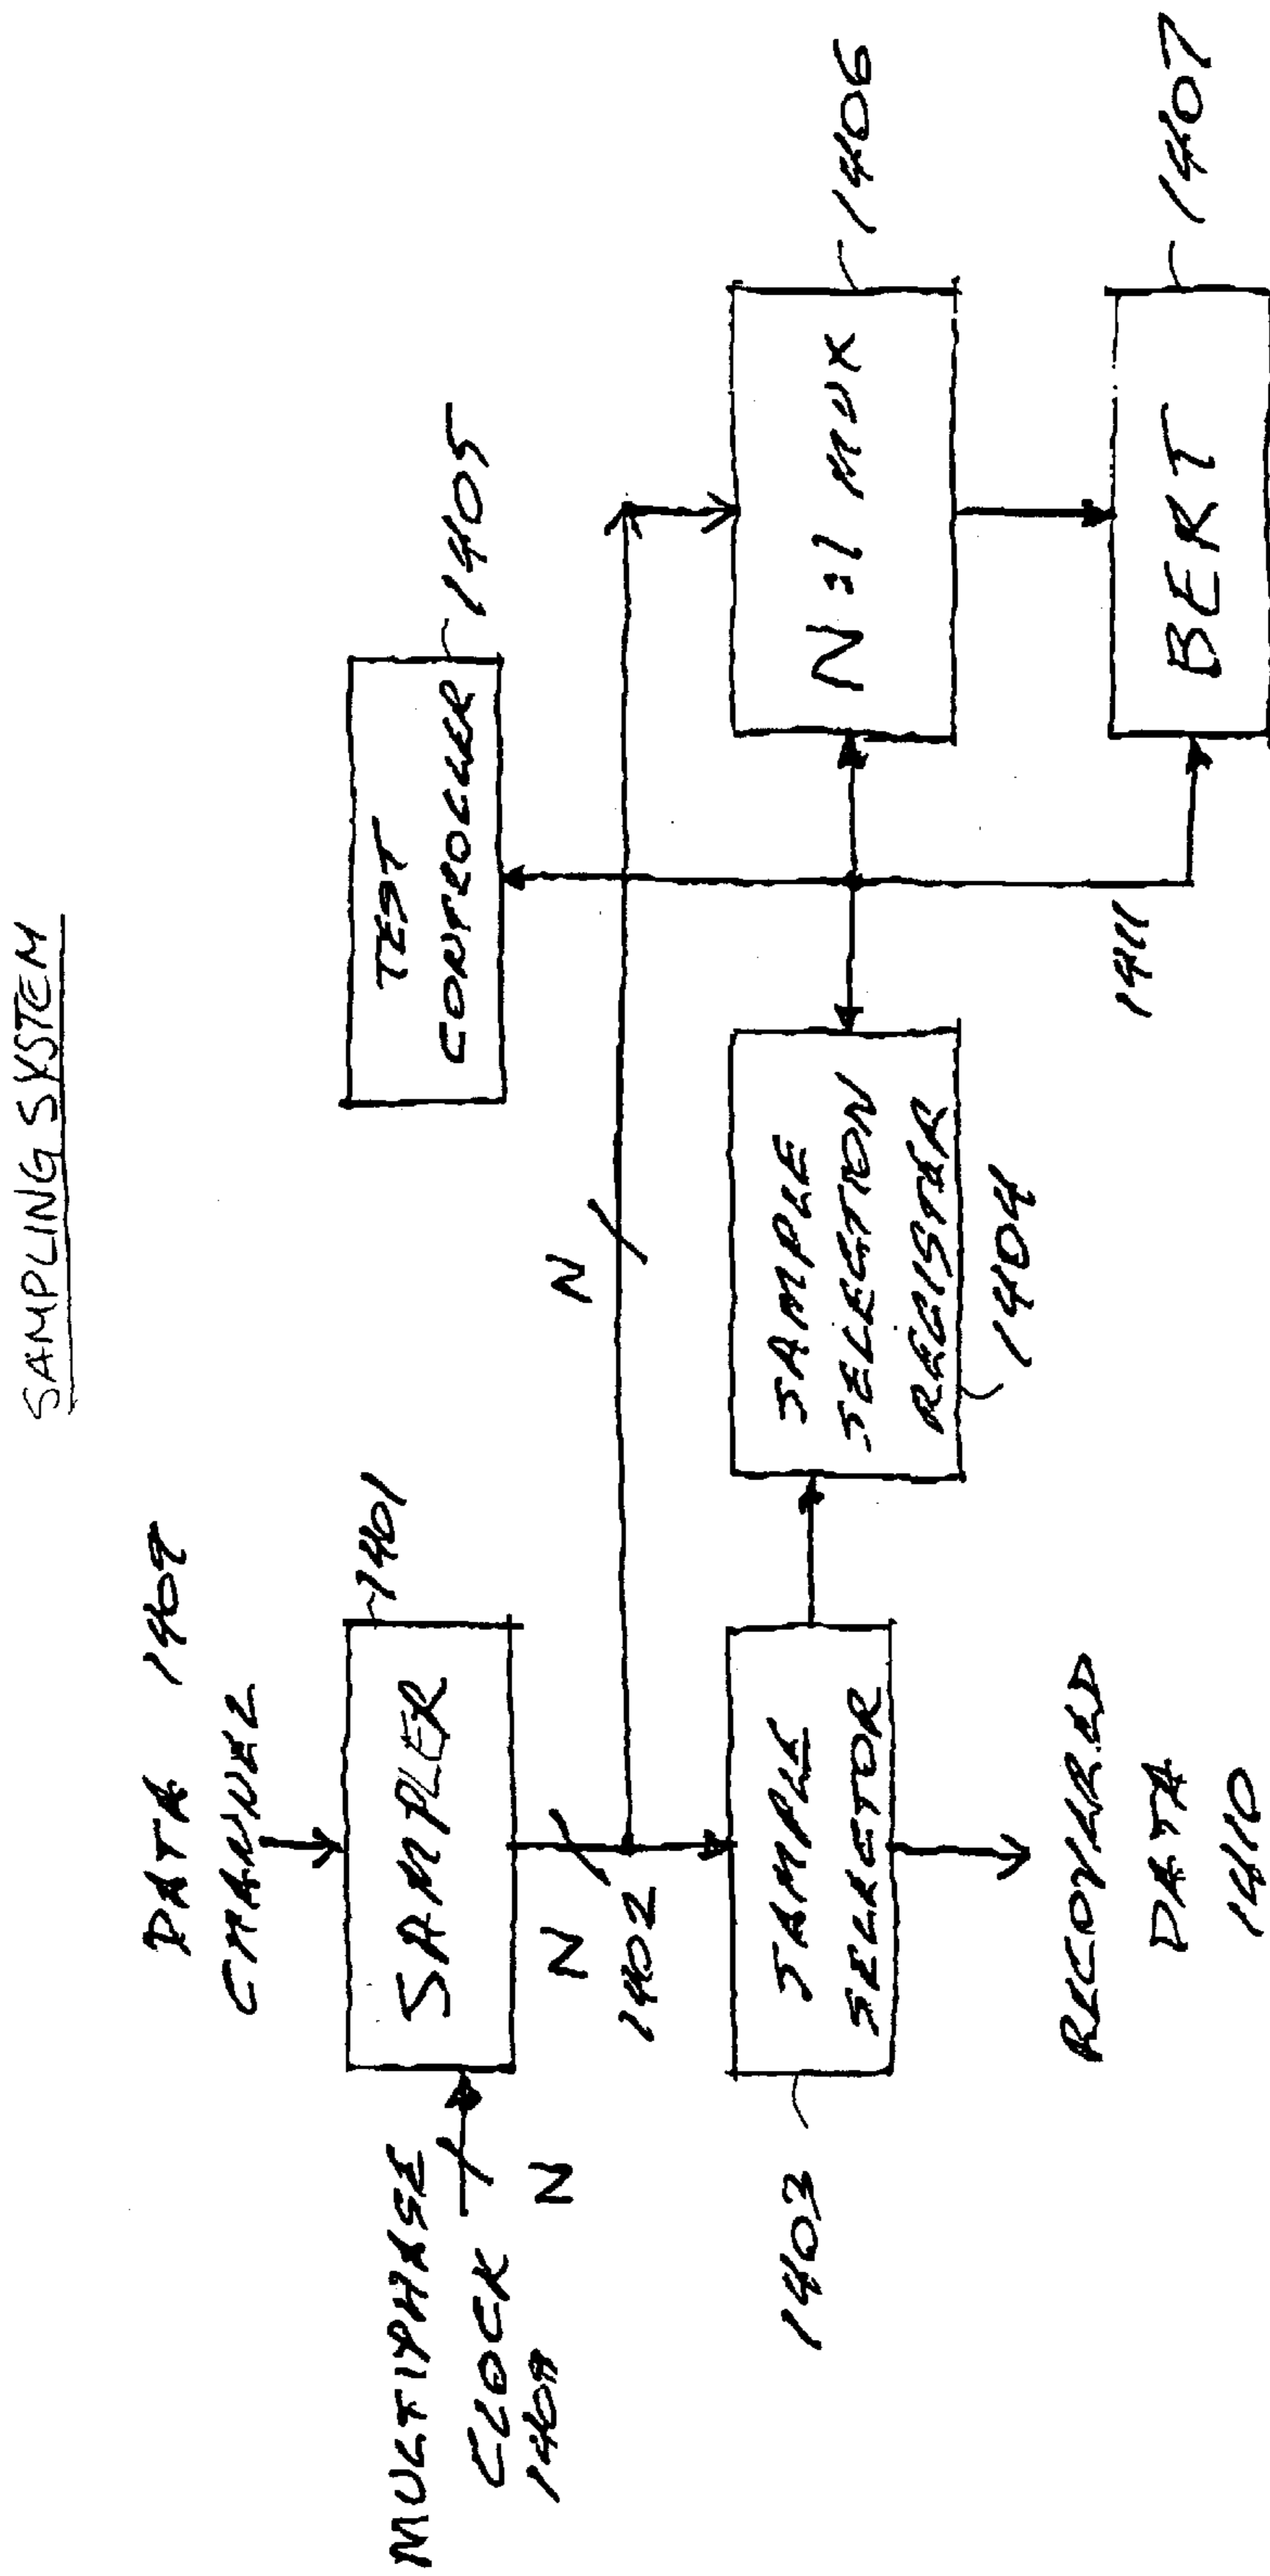 SAMPLING SYSTEM
DATA 1409
CHANNEL
1401
SAMPLER
MULTIPHASE
CLOCK
1408
N
N
1402
N
TEST
CONTROLLER
1405
1403
SAMPLE
SELECTOR
SAMPLE
SELECTION
REGISTER
1404
N:1 MUX
1406
1411
BERT
1407
RECOVERED
DATA
1410